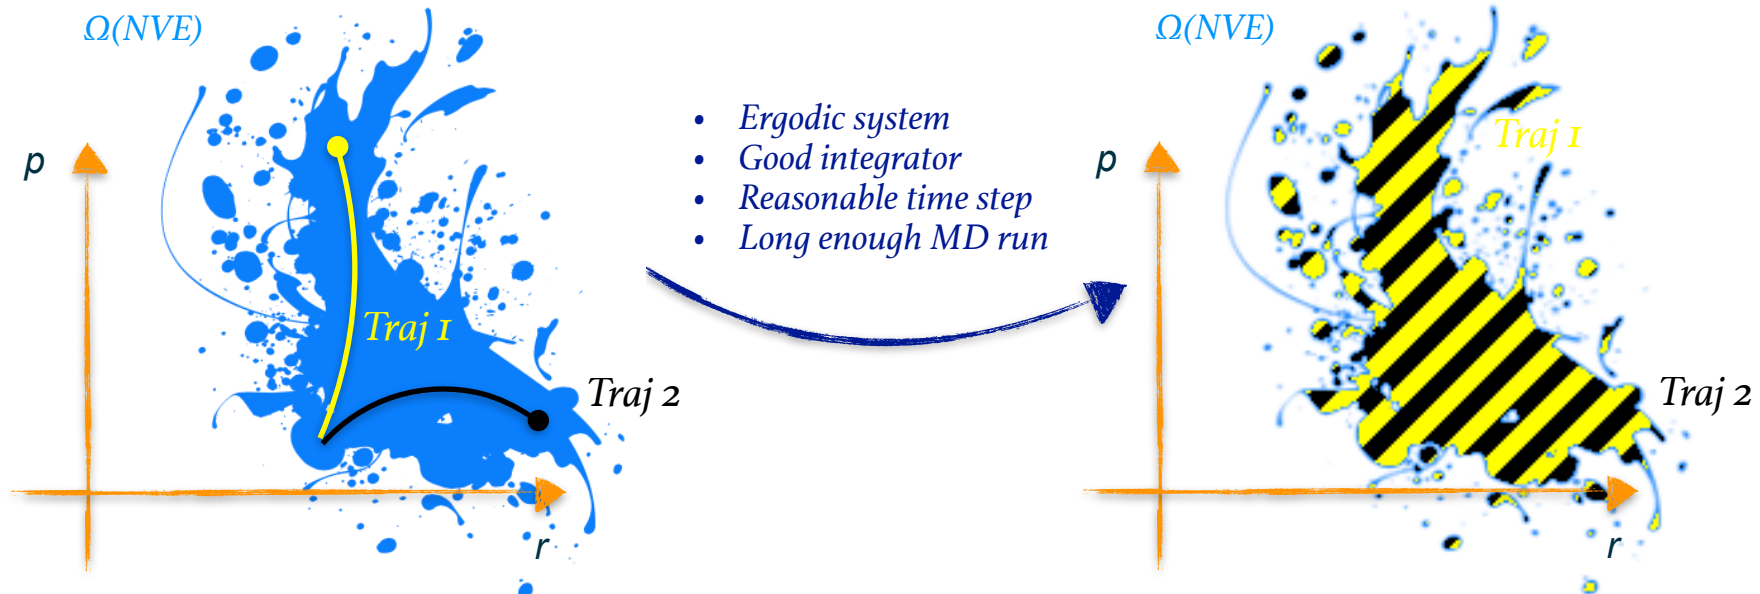 Ω(NVE)
p
Traj 1
Traj 2
r
• Ergodic system
• Good integrator
• Reasonable time step
• Long enough MD run
Ω(NVE)
p
Traj 1
Traj 2
r